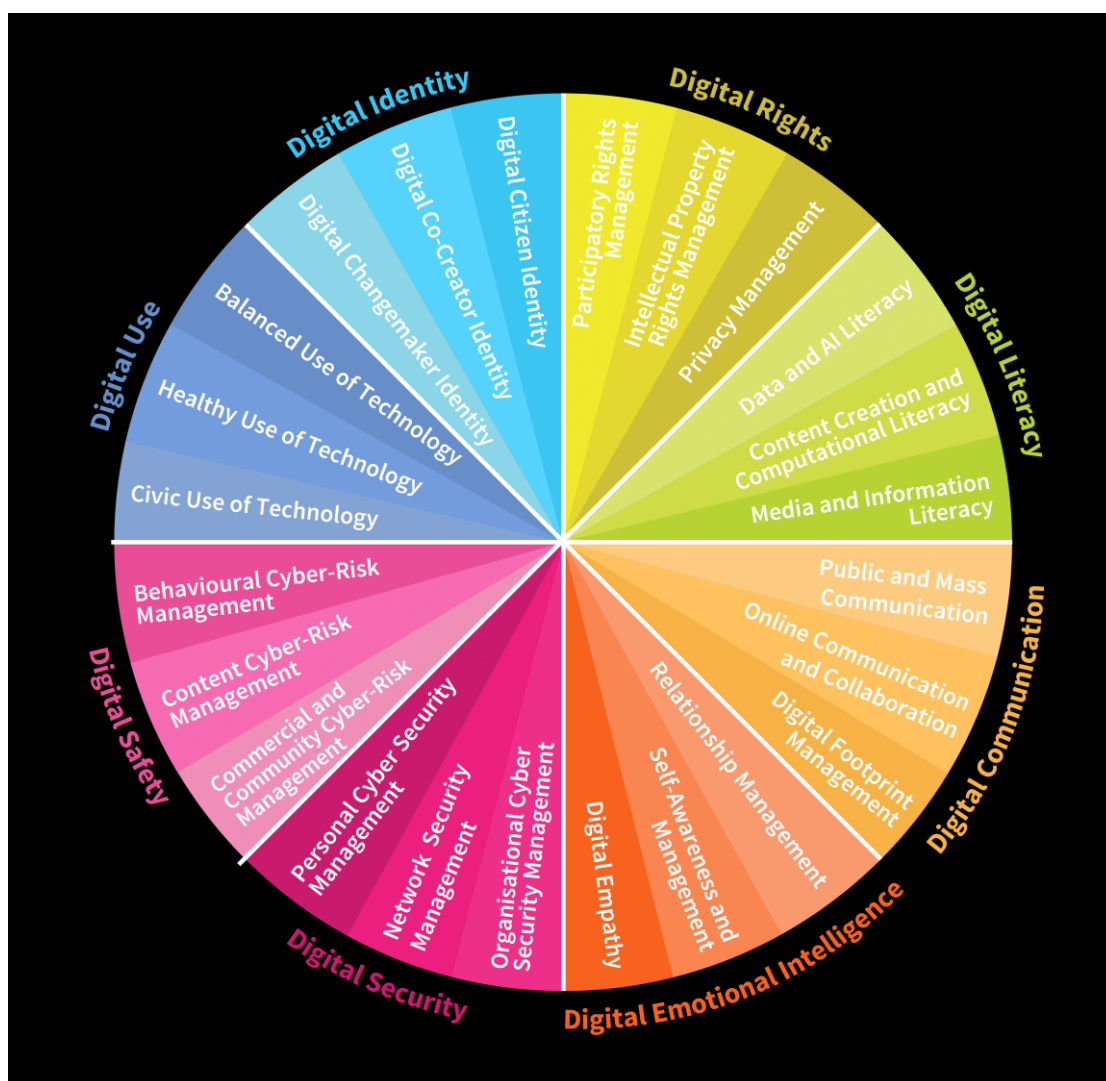 Digital Identity
Digital Citizen Identity
Digital Co-Creator Identity
Digital Changemaker Identity
Digital Use
Balanced Use of Technology
Healthy Use of Technology
Civic Use of Technology
Digital Safety
Behavioural Cyber-Risk
Management
Content Cyber-Risk
Management
Commercial and
Community Cyber-Risk
Management
Digital Security
Personal Cyber Security
Management
Network Security
Management
Organisational Cyber
Security Management
Digital Emotional Intelligence
Digital Empathy
Self-Awareness and
Management
Relationship Management
Digital Communication
Digital Footprint
Management
Online Communication
and Collaboration
Public and Mass
Communication
Digital Literacy
Media and Information
Literacy
Content Creation and
Computational Literacy
Data and AI Literacy
Digital Rights
Privacy Management
Intellectual Property
Rights Management
Participatory Rights
Management